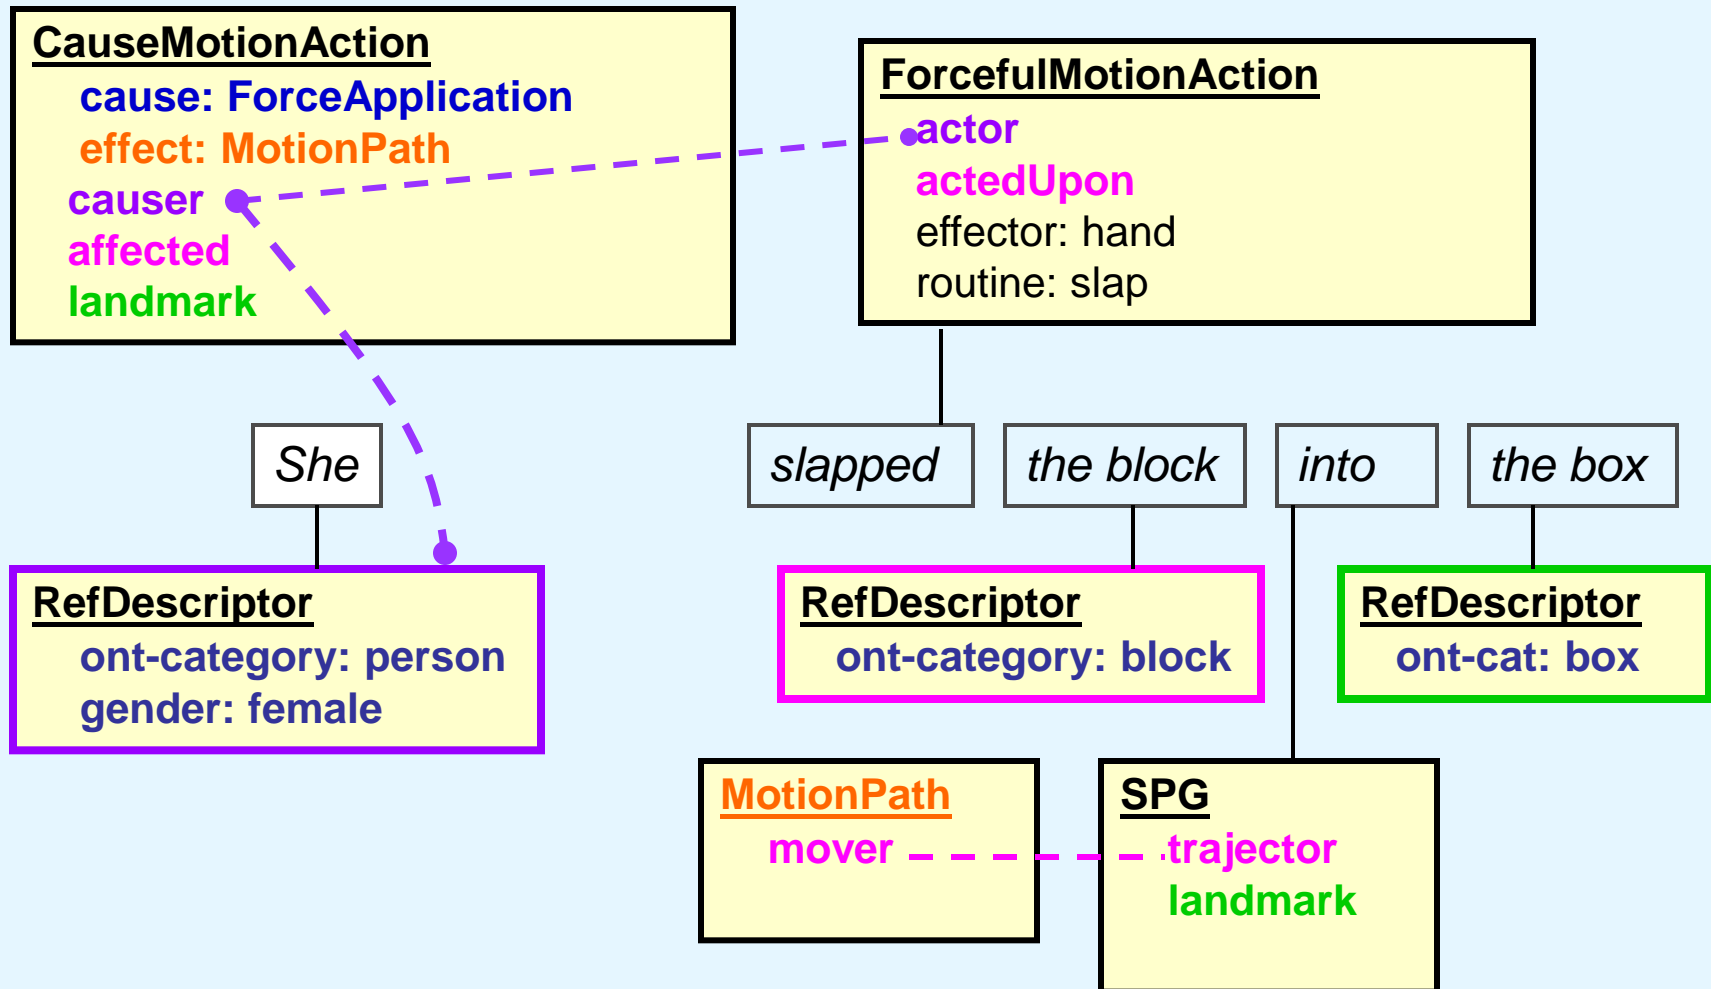 CauseMotionAction
cause: ForceApplication
effect: MotionPath
causer
affected
landmark
ForcefulMotionAction
actor
actedUpon
effector: hand
routine: slap
She
slapped
the block
into
the box
RefDescriptor
ont-category: person
gender: female
RefDescriptor
ont-category: block
RefDescriptor
ont-cat: box
MotionPath
mover
SPG
trajector
landmark